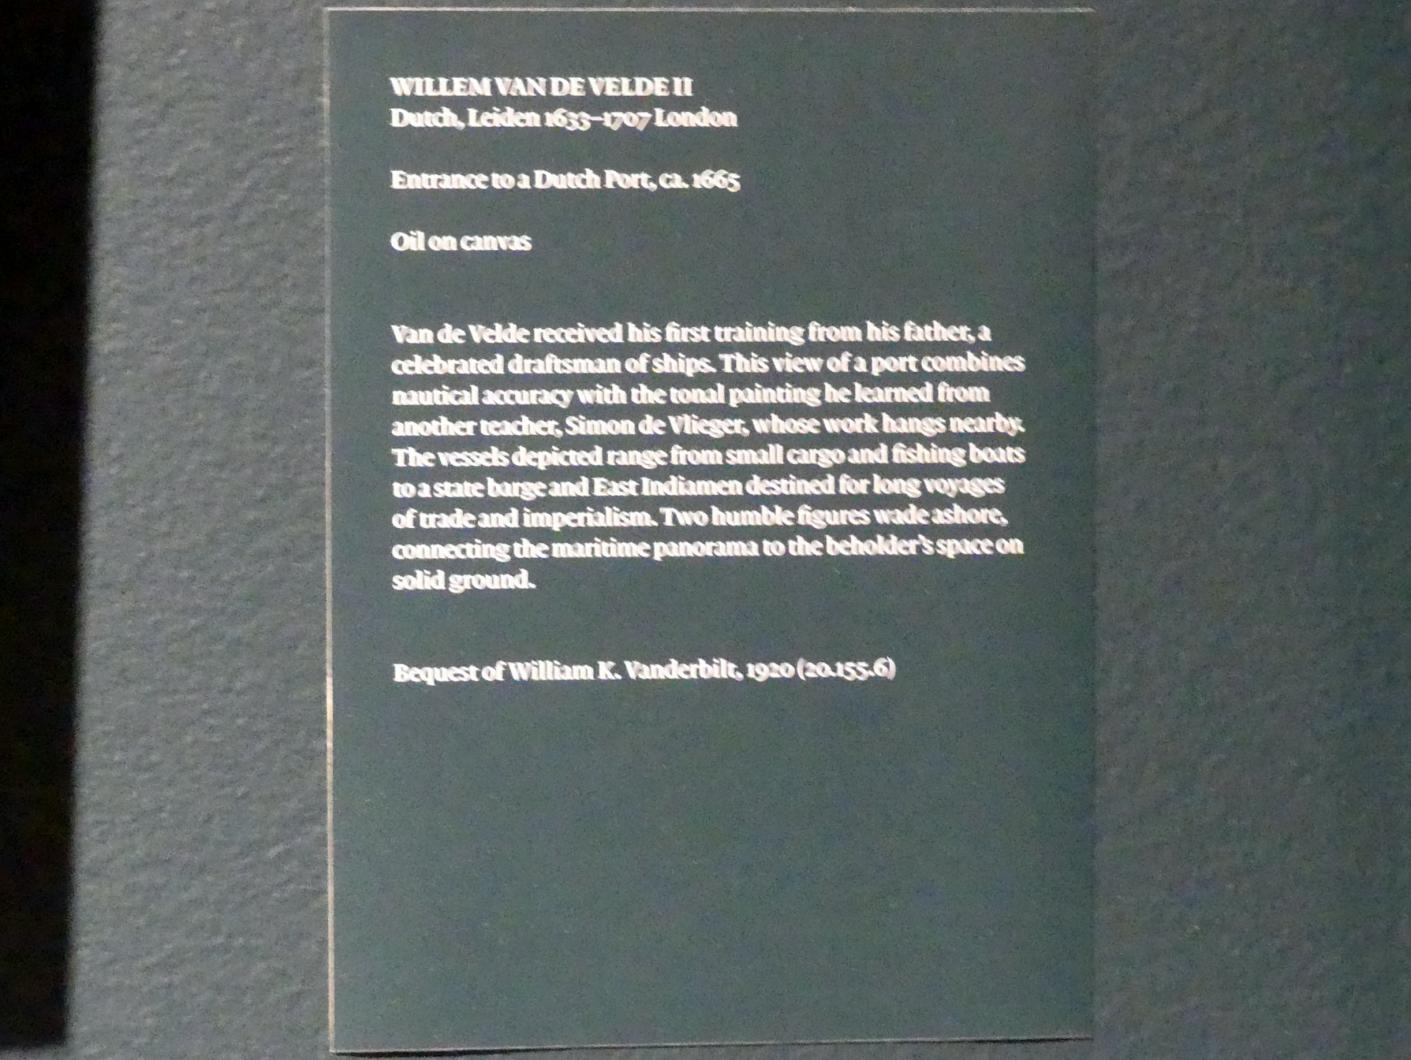 WILLEM VAN DE VELDE II
Dutch, Leiden 1633–1707 London
Entrance to a Dutch Port, ca. 1665
Oil on canvas
Van de Velde received his first training from his father, a
celebrated draftsman of ships. This view of a port combines
nautical accuracy with the tonal painting he learned from
another teacher, Simon de Vlieger, whose work hangs nearby.
The vessels depicted range from small cargo and fishing boats
to a state barge and East Indiamen destined for long voyages
of trade and imperialism. Two humble figures wade ashore,
connecting the maritime panorama to the beholder's space on
solid ground.
Bequest of William K. Vanderbilt, 1920 (20.155.6)